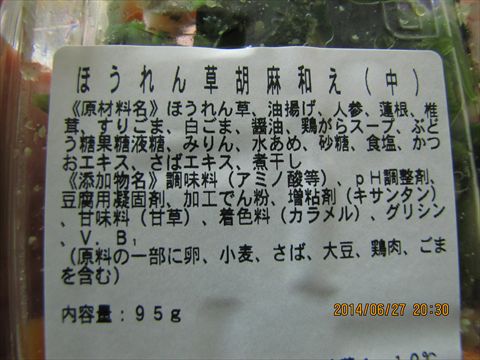 ほうれん草胡麻和え(中)
《原材料名》ほうれん草、油揚げ、人参、蓮根、椎
茸、すりごま、白ごま、醤油、鶏がらスープ、ぶど
う糖果糖液糖、みりん、水あめ、砂糖、食塩、かつ
おエキス、さばエキス、煮干し
《添加物名》調味料(アミノ酸等)、pH調整剤、
豆腐用凝固剤、加工でん粉、増粘剤(キサンタン)
、甘味料(甘草)、着色料(カラメル)、グリシン
、V.B₁
(原料の一部に卵、小麦、さば、大豆、鶏肉、ごま
を含む)
内容量:95g
2014/06/27 20:30